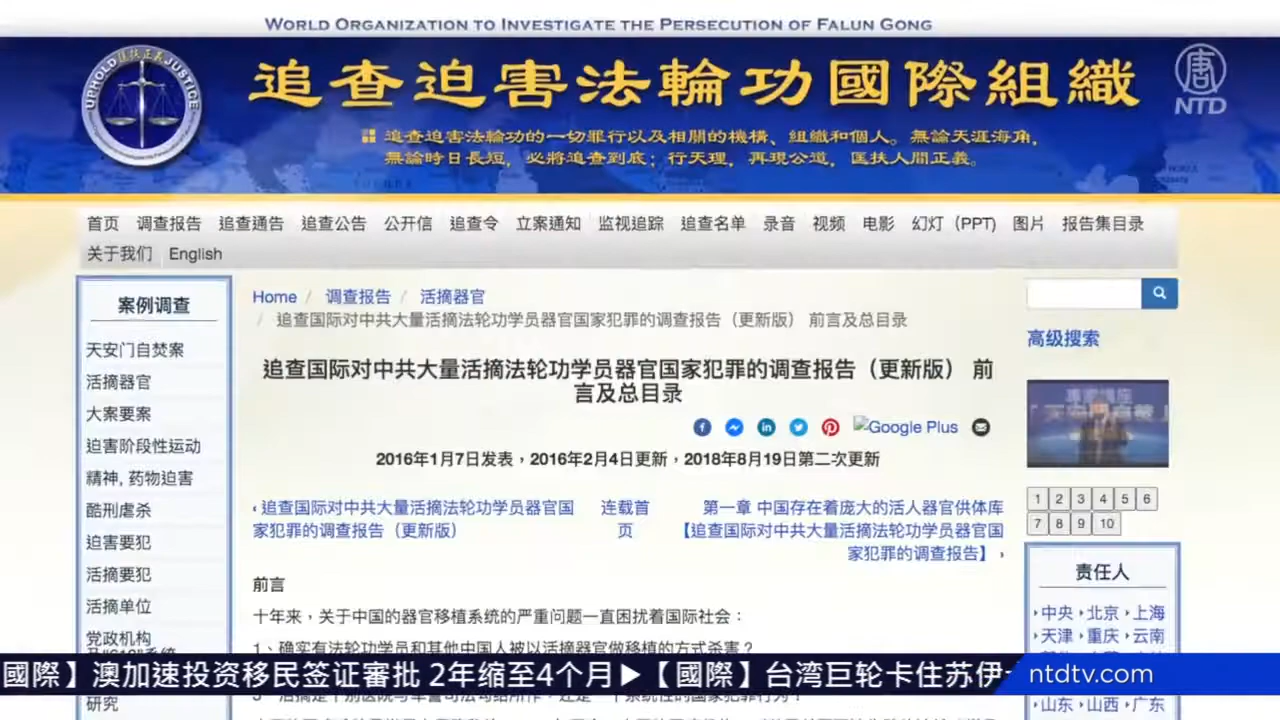 WORLD ORGANIZATION TO INVESTIGATE THE PERSECUTION OF FALUN GONG
UPHOLD JUSTICE
追查迫害法輪功國際組織
追查迫害法輪功的一切罪行以及相關的機構、組織和個人。無論天涯海角,
無論時日長短, 必將追查到底; 行天理, 再現公道, 匡扶人間正義。
唐
NTD
首页 调查报告 追查通告 追查公告 公开信 追查令 立案通知 监视追踪 追查名单 录音 视频 电影 幻灯 (PPT) 图片 报告集目录
关于我们 English
案例调查
天安门自焚案
活摘器官
大案要案
迫害阶段性运动
精神, 药物迫害
酷刑虐杀
迫害要犯
活摘要犯
活摘单位
党政机构
研究
Home / 调查报告 / 活摘器官
/ 追查国际对中共大量活摘法轮功学员器官国家犯罪的调查报告（更新版） 前言及总目录
追查国际对中共大量活摘法轮功学员器官国家犯罪的调查报告（更新版） 前
言及总目录
Google Plus
2016年1月7日发表，2016年2月4日更新，2018年8月19日第二次更新
‹ 追查国际对中共大量活摘法轮功学员器官国
家犯罪的调查报告（更新版）
连载首
页
第一章 中国存在着庞大的活人器官供体库
【追查国际对中共大量活摘法轮功学员器官国
家犯罪的调查报告】 ›
前言
十年来，关于中国的器官移植系统的严重问题一直困扰着国际社会：
1、确实有法轮功学员和其他中国人被以活摘器官做移植的方式杀害？
高级搜索
1 2 3 4 5 6
7 8 9 10
责任人
中央 北京 上海
天津 重庆 云南
山东 山西 广东
國際】澳加速投资移民签证審批 2年缩至4个月▶【國際】台湾巨轮卡住苏伊
ntdtv.com